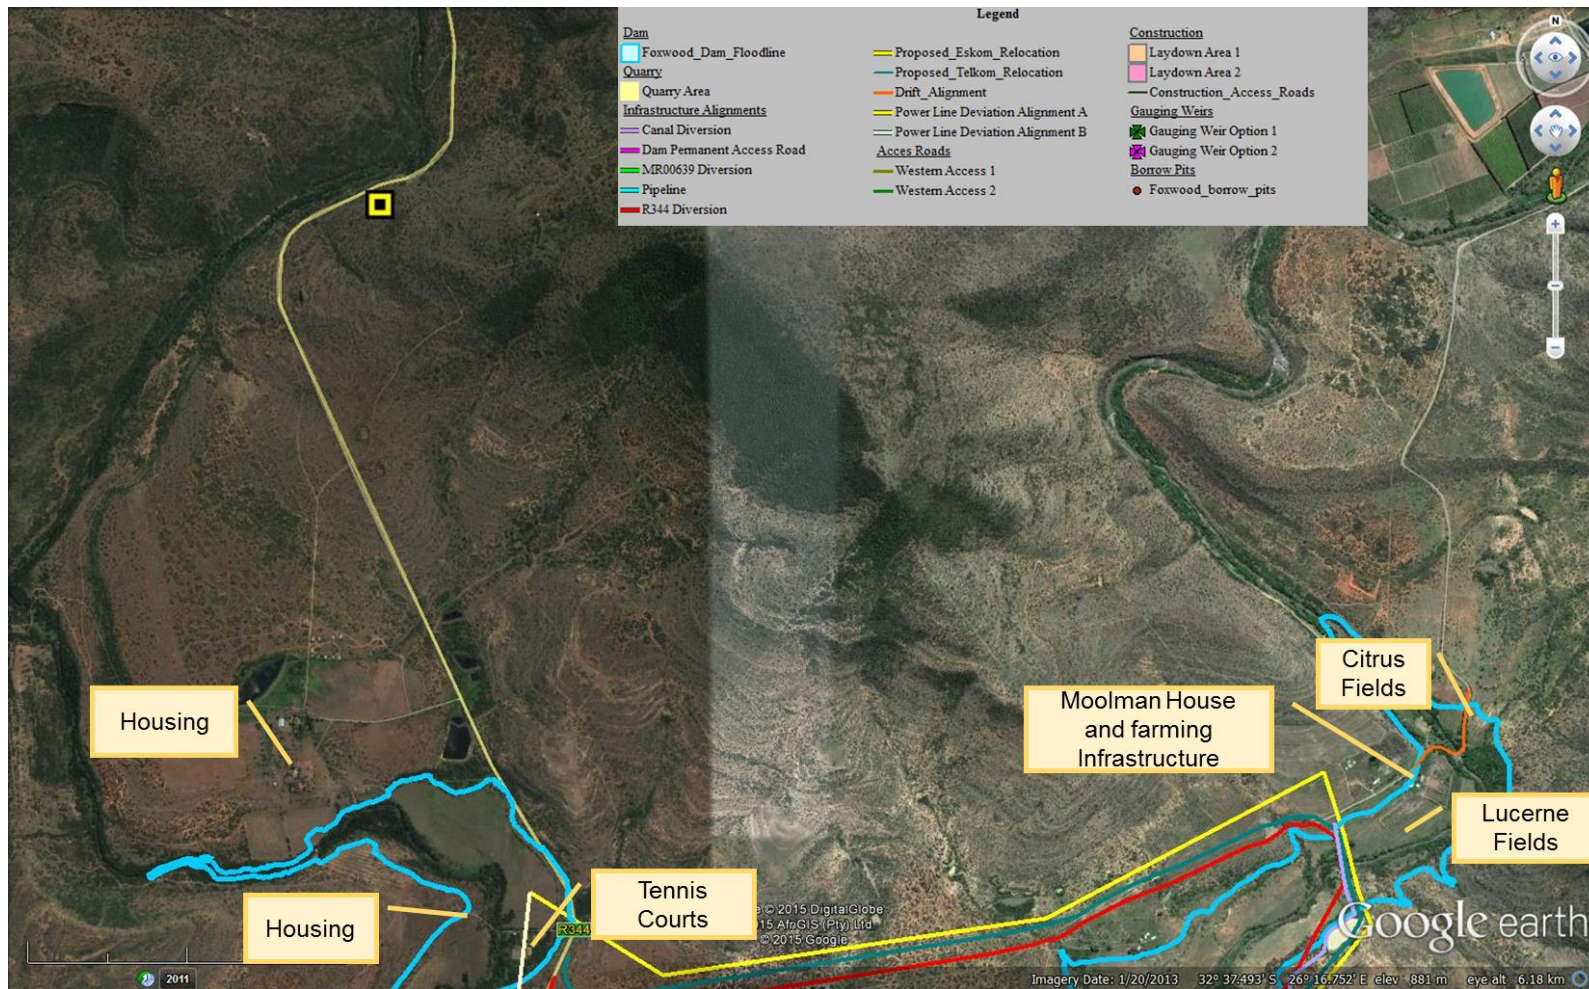 Legend
Dam
Foxwood_Dam_Floodline
Quarry
Quarry Area
Infrastructure Alignments
Canal Diversion
Dam Permanent Access Road
MR00639 Diversion
Pipeline
R344 Diversion
Proposed_Eskom_Relocation
Proposed_Telkom_Relocation
Drift_Alignment
Power Line Deviation Alignment A
Power Line Deviation Alignment B
Acces Roads
Western Access 1
Western Access 2
Construction
Laydown Area 1
Laydown Area 2
Construction_Access_Roads
Gauging Weirs
Gauging Weir Option 1
Gauging Weir Option 2
Borrow Pits
Foxwood_borrow_pits
N
Citrus
Fields
Moolman House
and farming
Infrastructure
Housing
Lucerne
Fields
Tennis
Courts
Housing
R344
© 2015 DigitalGlobe
AfriGIS (Pty) Ltd.
© 2015 Google
Google earth
2011
Imagery Date: 1/20/2013 32° 37.493' S 26° 16.752' E elev 881 m eye alt 6.18 km